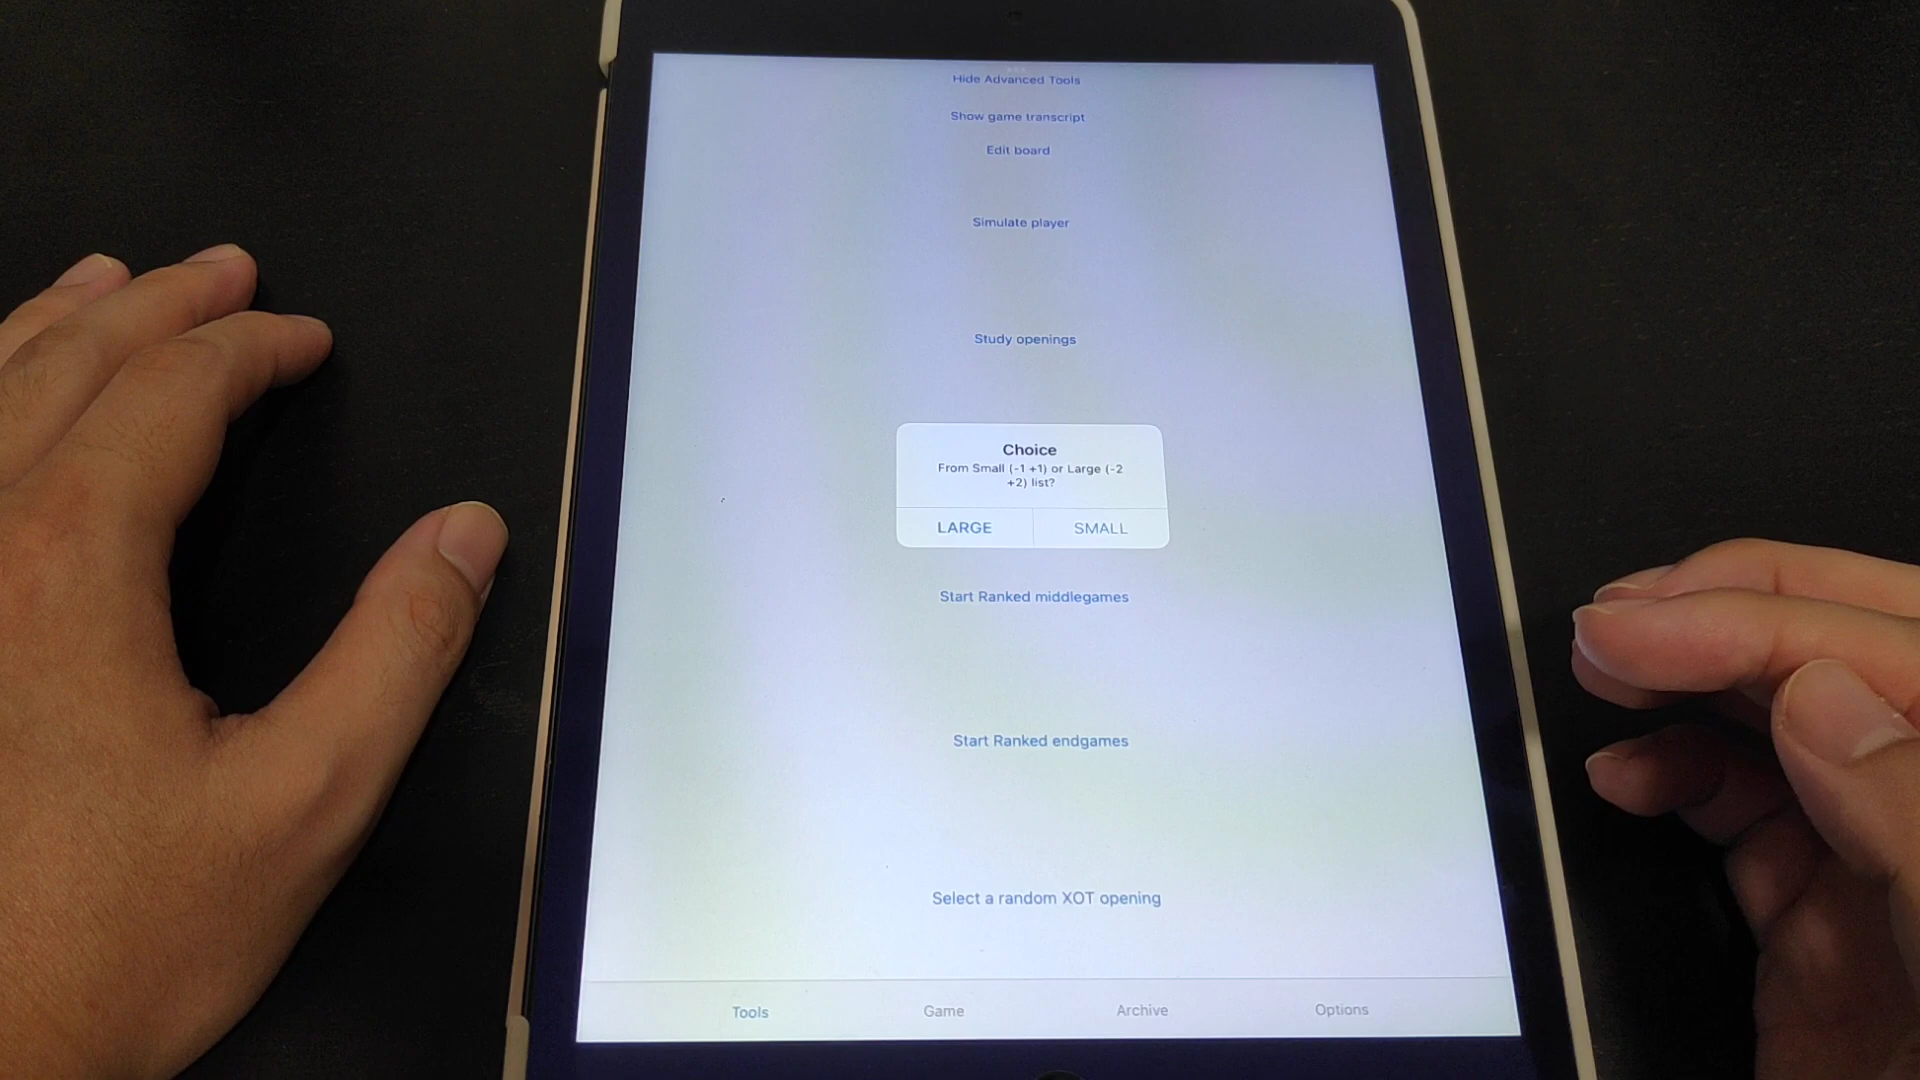 Hide Advanced Tools
Show game transcript
Edit board
Simulate player
Study openings
Choice
From Small (-1 +1) or Large (-2
+2) list?
LARGE SMALL
Start Ranked middlegames
Start Ranked endgames
Select a random XOT opening
Tools Game Archive Options